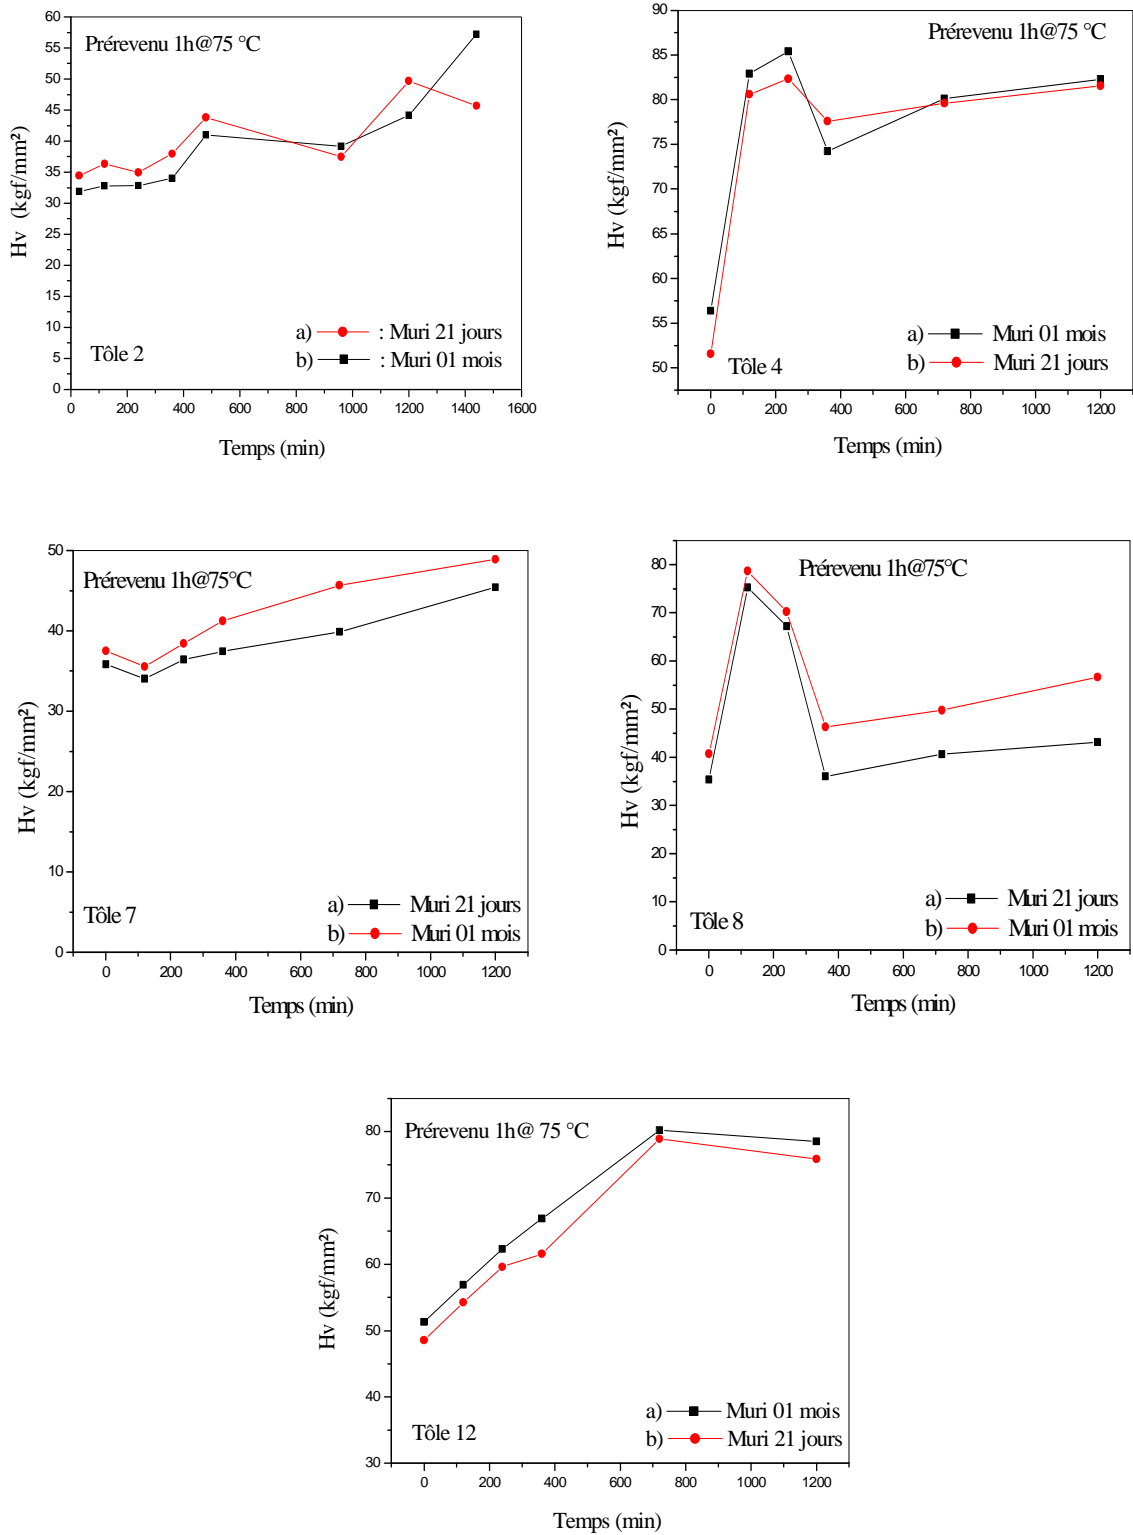 Prérevenu 1h@75 °C
60
55
50
45
40
35
30
25
20
15
10
5
0
Hv (kgf/mm²)
a) : Muri 21 jours
b) : Muri 01 mois
Tôle 2
0 200 400 600 800 1000 1200 1400 1600
Temps (min)
Prérevenu 1h@75 °C
90
85
80
75
70
65
60
55
50
Hv (kgf/mm²)
a) Muri 01 mois
b) Muri 21 jours
Tôle 4
0 200 400 600 800 1000 1200
Temps (min)
Prérevenu 1h@75°C
50
40
30
20
10
0
Hv (kgf/mm²)
a) Muri 21 jours
b) Muri 01 mois
Tôle 7
0 200 400 600 800 1000 1200
Temps (min)
Prérevenu 1h@75°C
80
70
60
50
40
30
20
10
0
Hv (kgf/mm²)
a) Muri 21 jours
b) Muri 01 mois
Tôle 8
0 200 400 600 800 1000 1200
Temps (min)
Prérevenu 1h@ 75 °C
80
70
60
50
40
30
Hv (kgf/mm²)
a) Muri 01 mois
b) Muri 21 jours
Tôle 12
0 200 400 600 800 1000 1200
Temps (min)